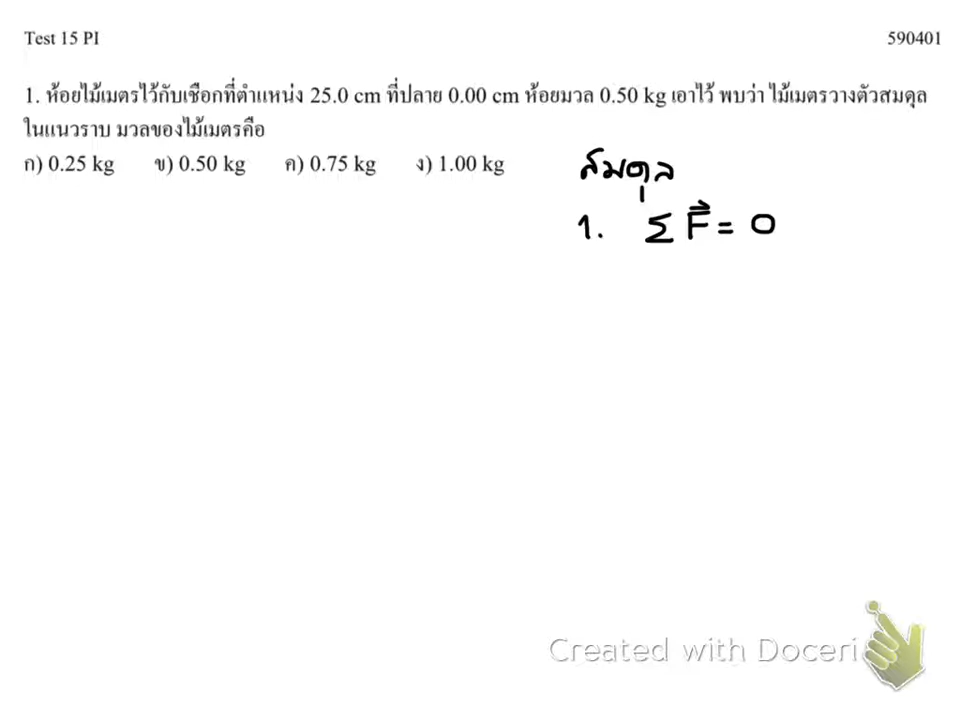 Test 15 PI 590401
1. ห้อยไม้เมตรไว้กับเชือกที่ตำแหน่ง 25.0 cm ที่ปลาย 0.00 cm ห้อยมวล 0.50 kg เอาไว้ พบว่า ไม้เมตรวางตัวสมดุล
ในแนวราบ มวลของไม้เมตรคือ
ก) 0.25 kg ข) 0.50 kg ค) 0.75 kg ง) 1.00 kg
สมดุล
1. Σ F⃗ = 0
Created with Doceri